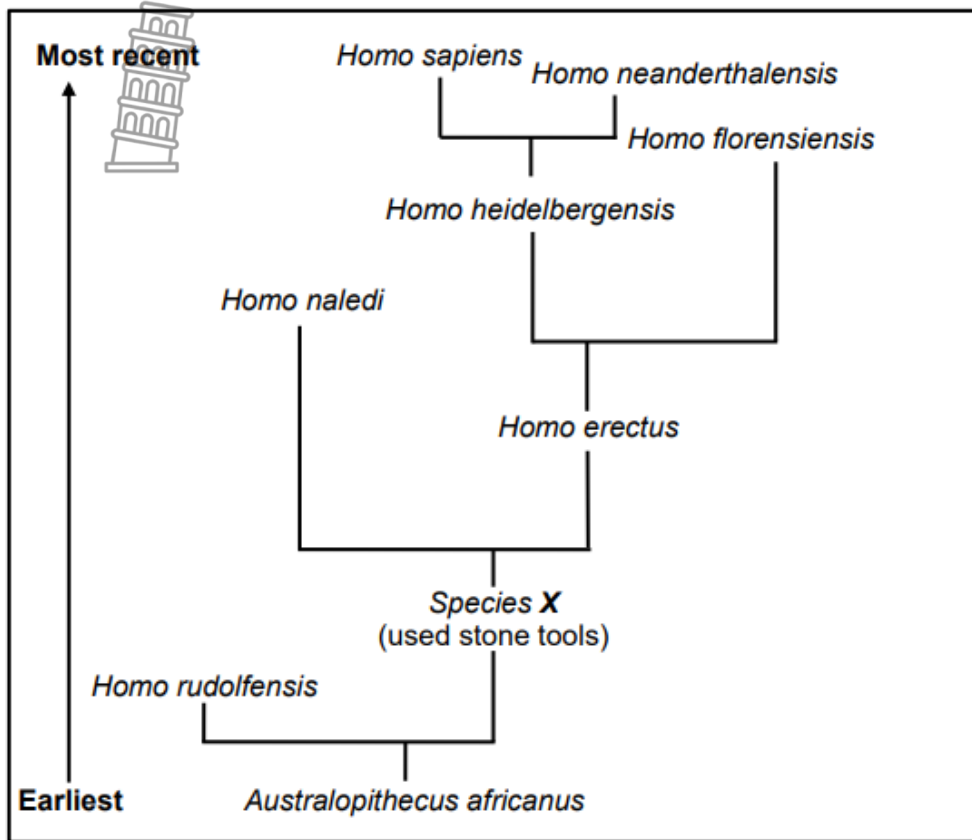 Most recent
Homo sapiens
Homo neanderthalensis
Homo florensiensis
Homo heidelbergensis
Homo naledi
Homo erectus
Species X
(used stone tools)
Homo rudolfensis
Earliest
Australopithecus africanus